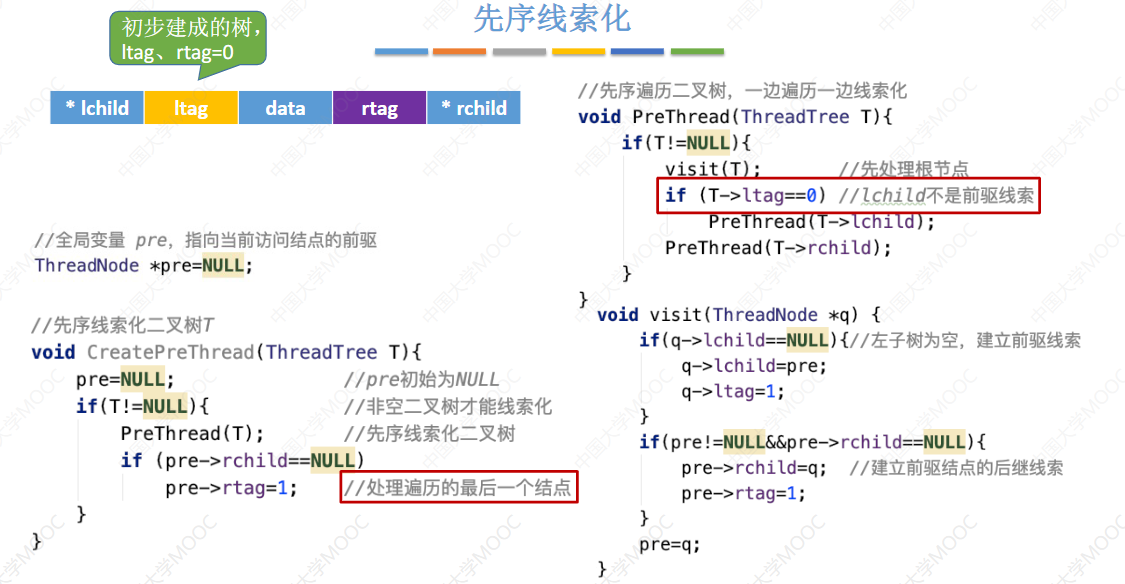 先序线索化
初步建成的树，
ltag、rtag=0
* lchild ltag data rtag * rchild
//全局变量 pre，指向当前访问结点的前驱
ThreadNode *pre=NULL;
//先序线索化二叉树T
void CreatePreThread(ThreadTree T){
pre=NULL; //pre初始为NULL
if(T!=NULL){ //非空二叉树才能线索化
PreThread(T); //先序线索化二叉树
if (pre->rchild==NULL)
pre->rtag=1; //处理遍历的最后一个结点
}
}
//先序遍历二叉树，一边遍历一边线索化
void PreThread(ThreadTree T){
if(T!=NULL){
visit(T); //先处理根节点
if (T->ltag==0) //lchild不是前驱线索
PreThread(T->lchild);
PreThread(T->rchild);
}
}
void visit(ThreadNode *q) {
if(q->lchild==NULL){//左子树为空，建立前驱线索
q->lchild=pre;
q->ltag=1;
}
if(pre!=NULL&&pre->rchild==NULL){
pre->rchild=q; //建立前驱结点的后继线索
pre->rtag=1;
}
pre=q;
}
中国大学MOOC